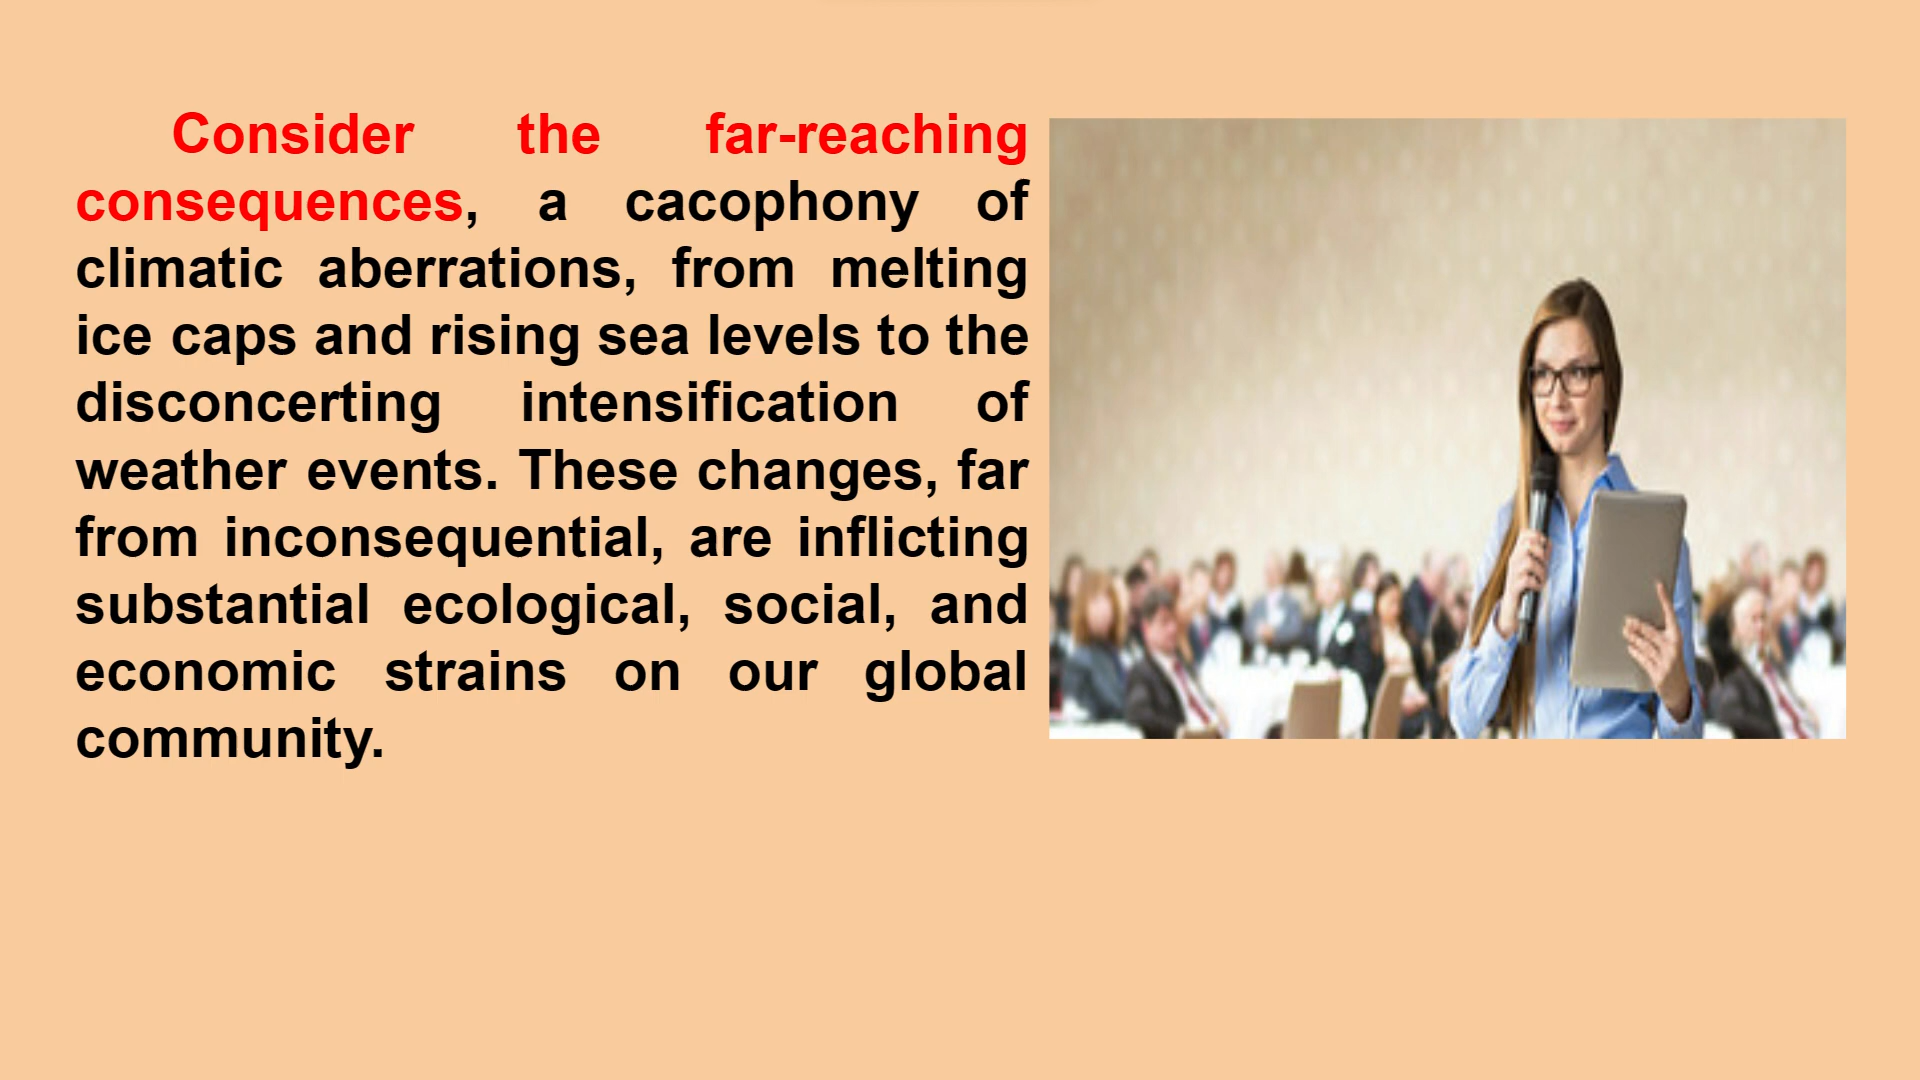 Consider the far-reaching
consequences, a cacophony of
climatic aberrations, from melting
ice caps and rising sea levels to the
disconcerting intensification of
weather events. These changes, far
from inconsequential, are inflicting
substantial ecological, social, and
economic strains on our global
community.